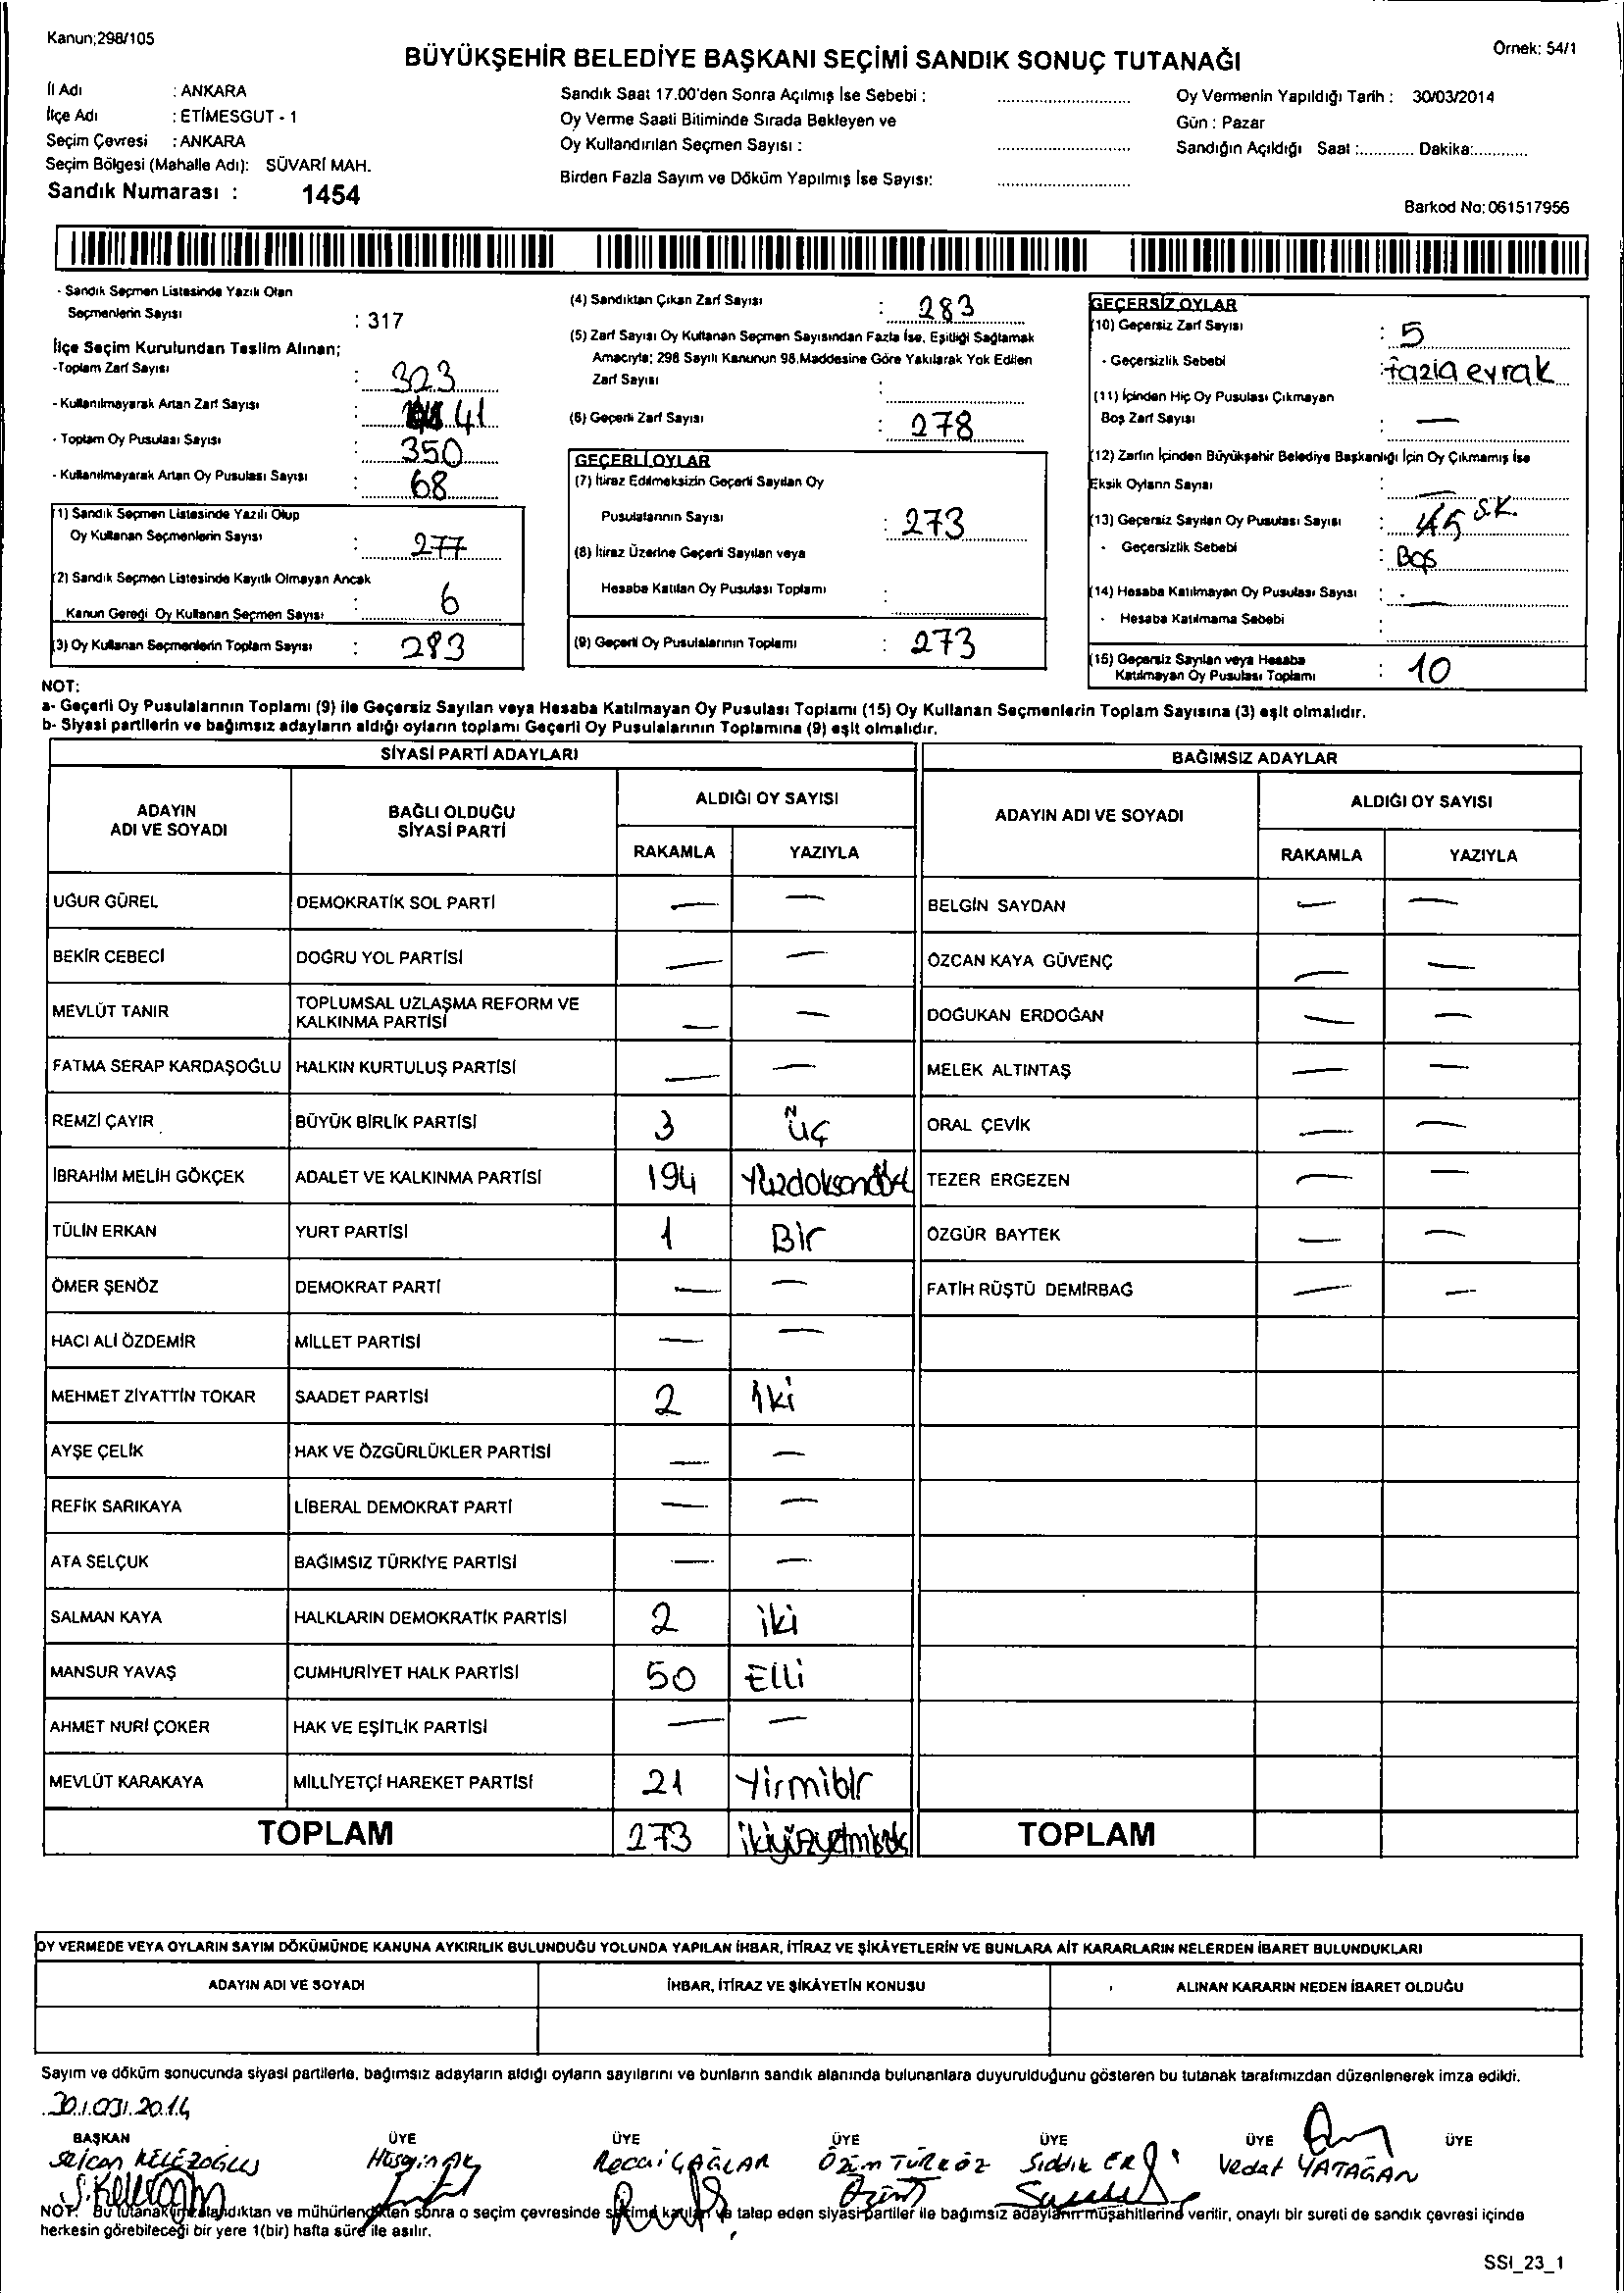 Kanun;298/105
BÜYÜKŞEHİR BELEDİYE BAŞKANI SEÇİMİ SANDIK SONUÇ TUTANAĞI
Örnek: 54/1
İl Adı : ANKARA
İlçe Adı : ETİMESGUT - 1
Seçim Çevresi : ANKARA
Seçim Bölgesi (Mahalle Adı): SÜVARİ MAH.
Sandık Numarası : 1454
Sandık Saat 17.00'den Sonra Açılmış İse Sebebi :
Oy Verme Saati Bitiminde Sırada Bekleyen ve
Oy Kullandırılan Seçmen Sayısı :
Birden Fazla Sayım ve Döküm Yapılmış İse Sayısı:
Oy Vermenin Yapıldığı Tarih : 30/03/2014
Gün : Pazar
Sandığın Açıldığı Saat :............ Dakika:............
Barkod No: 061517956
- Sandık Seçmen Listesinde Yazılı Olan
Seçmenlerin Sayısı : 317
İlçe Seçim Kurulundan Teslim Alınan;
-Toplam Zarf Sayısı : 323
- Kullanılmayarak Artan Zarf Sayısı : 41
- Toplam Oy Pusulası Sayısı : 350
- Kullanılmayarak Artan Oy Pusulası Sayısı : 68
(1) Sandık Seçmen Listesinde Yazılı Olup
Oy Kullanan Seçmenlerin Sayısı : 277
(2) Sandık Seçmen Listesinde Kayıtlı Olmayan Ancak
Kanun Gereği Oy Kullanan Seçmen Sayısı : 6
(3) Oy Kullanan Seçmenlerin Toplam Sayısı : 283
(4) Sandıktan Çıkan Zarf Sayısı : 283
(5) Zarf Sayısı Oy Kullanan Seçmen Sayısından Fazla İse, Eşitliği Sağlamak
Amacıyla; 298 Sayılı Kanunun 98.Maddesine Göre Yakılarak Yok Edilen
Zarf Sayısı :
(6) Geçerli Zarf Sayısı : 278
GEÇERLİ OYLAR
(7) İtiraz Edilmeksizin Geçerli Sayılan Oy
Pusulalarının Sayısı : 273
(8) İtiraz Üzerine Geçerli Sayılan veya
Hesaba Katılan Oy Pusulası Toplamı :
(9) Geçerli Oy Pusulalarının Toplamı : 273
GEÇERSİZ OYLAR
(10) Geçersiz Zarf Sayısı : 5
- Geçersizlik Sebebi : fazla evrak
(11) İçinden Hiç Oy Pusulası Çıkmayan
Boş Zarf Sayısı : —
(12) Zarfın İçinden Büyükşehir Belediye Başkanlığı İçin Oy Çıkmamış İse
Eksik Oyların Sayısı : —
(13) Geçersiz Sayılan Oy Pusulası Sayısı : 5 S.K.
- Geçersizlik Sebebi : Boş
(14) Hesaba Katılmayan Oy Pusulası Sayısı : —
- Hesaba Katılmama Sebebi :
(15) Geçersiz Sayılan veya Hesaba
Katılmayan Oy Pusulası Toplamı : 10
NOT:
a- Geçerli Oy Pusulalarının Toplamı (9) ile Geçersiz Sayılan veya Hesaba Katılmayan Oy Pusulası Toplamı (15) Oy Kullanan Seçmenlerin Toplam Sayısına (3) eşit olmalıdır.
b- Siyasi partilerin ve bağımsız adayların aldığı oyların toplamı Geçerli Oy Pusulalarının Toplamına (9) eşit olmalıdır.
SİYASİ PARTİ ADAYLARI
BAĞIMSIZ ADAYLAR
ADAYIN ADI VE SOYADI
BAĞLI OLDUĞU SİYASİ PARTİ
ALDIĞI OY SAYISI
RAKAMLA YAZIYLA
ADAYIN ADI VE SOYADI
ALDIĞI OY SAYISI
RAKAMLA YAZIYLA
UĞUR GÜREL DEMOKRATİK SOL PARTİ — — BELGİN SAYDAN — —
BEKİR CEBECİ DOĞRU YOL PARTİSİ — — ÖZCAN KAYA GÜVENÇ — —
MEVLÜT TANIR TOPLUMSAL UZLAŞMA REFORM VE KALKINMA PARTİSİ — — DOĞUKAN ERDOĞAN — —
FATMA SERAP KARDAŞOĞLU HALKIN KURTULUŞ PARTİSİ — — MELEK ALTINTAŞ — —
REMZİ ÇAYIR BÜYÜK BİRLİK PARTİSİ 3 üç ORAL ÇEVİK — —
İBRAHİM MELİH GÖKÇEK ADALET VE KALKINMA PARTİSİ 194 Yüzdoksandört TEZER ERGEZEN — —
TÜLİN ERKAN YURT PARTİSİ 1 Bir ÖZGÜR BAYTEK — —
ÖMER ŞENÖZ DEMOKRAT PARTİ — — FATİH RÜŞTÜ DEMİRBAĞ — —
HACI ALİ ÖZDEMİR MİLLET PARTİSİ — —
MEHMET ZİYATTİN TOKAR SAADET PARTİSİ 2 iki
AYŞE ÇELİK HAK VE ÖZGÜRLÜKLER PARTİSİ — —
REFİK SARIKAYA LİBERAL DEMOKRAT PARTİ — —
ATA SELÇUK BAĞIMSIZ TÜRKİYE PARTİSİ — —
SALMAN KAYA HALKLARIN DEMOKRATİK PARTİSİ 2 iki
MANSUR YAVAŞ CUMHURİYET HALK PARTİSİ 50 Elli
AHMET NURİ ÇOKER HAK VE EŞİTLİK PARTİSİ — —
MEVLÜT KARAKAYA MİLLİYETÇİ HAREKET PARTİSİ 21 Yirmibir
TOPLAM 273 ikiyüzyetmişüç TOPLAM
OY VERMEDE VEYA OYLARIN SAYIM DÖKÜMÜNDE KANUNA AYKIRILIK BULUNDUĞU YOLUNDA YAPILAN İHBAR, İTİRAZ VE ŞİKÂYETLERİN VE BUNLARA AİT KARARLARIN NELERDEN İBARET BULUNDUKLARI
ADAYIN ADI VE SOYADI İHBAR, İTİRAZ VE ŞİKÂYETİN KONUSU ALINAN KARARIN NEDEN İBARET OLDUĞU
Sayım ve döküm sonucunda siyasi partilerle, bağımsız adayların aldığı oyların sayılarını ve bunların sandık alanında bulunanlara duyurulduğunu gösteren bu tutanak tarafımızdan düzenlenerek imza edildi.
30.1.03.2014
BAŞKAN ÜYE ÜYE ÜYE ÜYE ÜYE ÜYE
Selcan KELEZOĞLU Hüseyin Ak Recai ÇAĞLAR Özüm TÜRKÖZ Sıddık ER Vedat YATAĞAN
NOT: Bu tutanak imzalandıktan ve mühürlendikten sonra o seçim çevresinde seçime katılan ve talep eden siyasi partiler ile bağımsız adayların müşahitlerine verilir, onaylı bir sureti de sandık çevresi içinde
herkesin görebileceği bir yere 1(bir) hafta süre ile asılır.
SSI_23_1